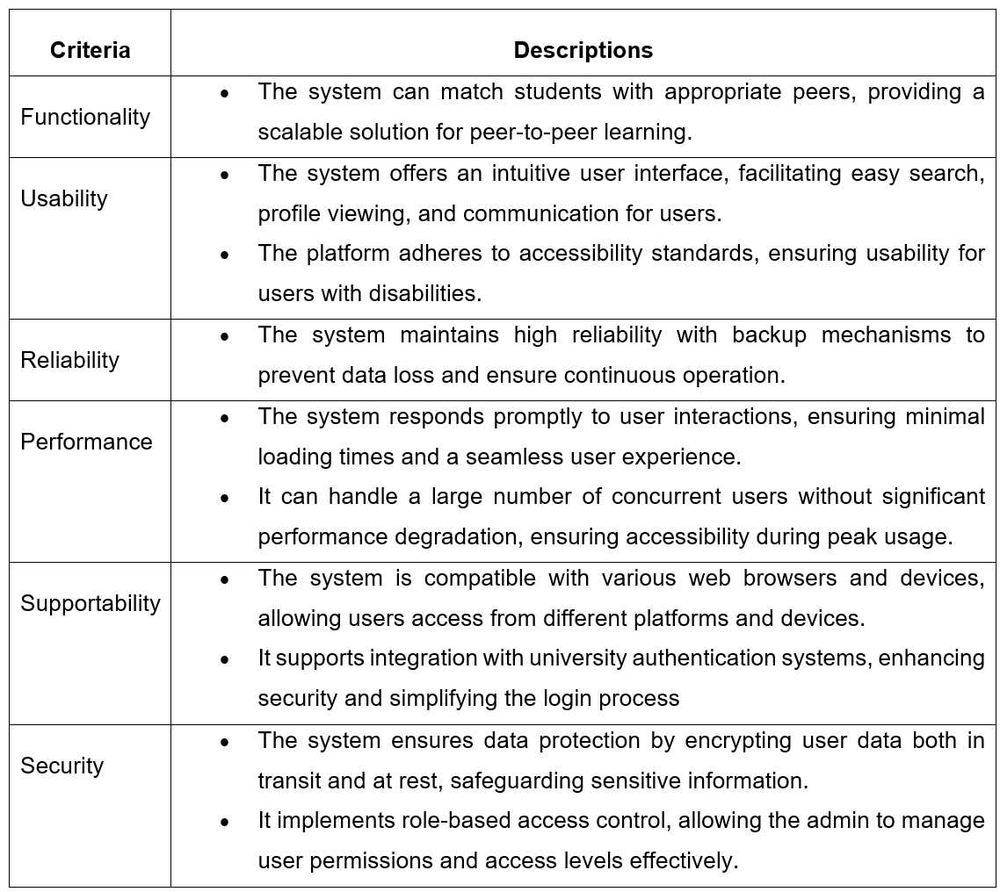 Criteria
Descriptions
Functionality
• The system can match students with appropriate peers, providing a
scalable solution for peer-to-peer learning.
Usability
• The system offers an intuitive user interface, facilitating easy search,
profile viewing, and communication for users.
• The platform adheres to accessibility standards, ensuring usability for
users with disabilities.
Reliability
• The system maintains high reliability with backup mechanisms to
prevent data loss and ensure continuous operation.
Performance
• The system responds promptly to user interactions, ensuring minimal
loading times and a seamless user experience.
• It can handle a large number of concurrent users without significant
performance degradation, ensuring accessibility during peak usage.
Supportability
• The system is compatible with various web browsers and devices,
allowing users access from different platforms and devices.
• It supports integration with university authentication systems, enhancing
security and simplifying the login process
Security
• The system ensures data protection by encrypting user data both in
transit and at rest, safeguarding sensitive information.
• It implements role-based access control, allowing the admin to manage
user permissions and access levels effectively.